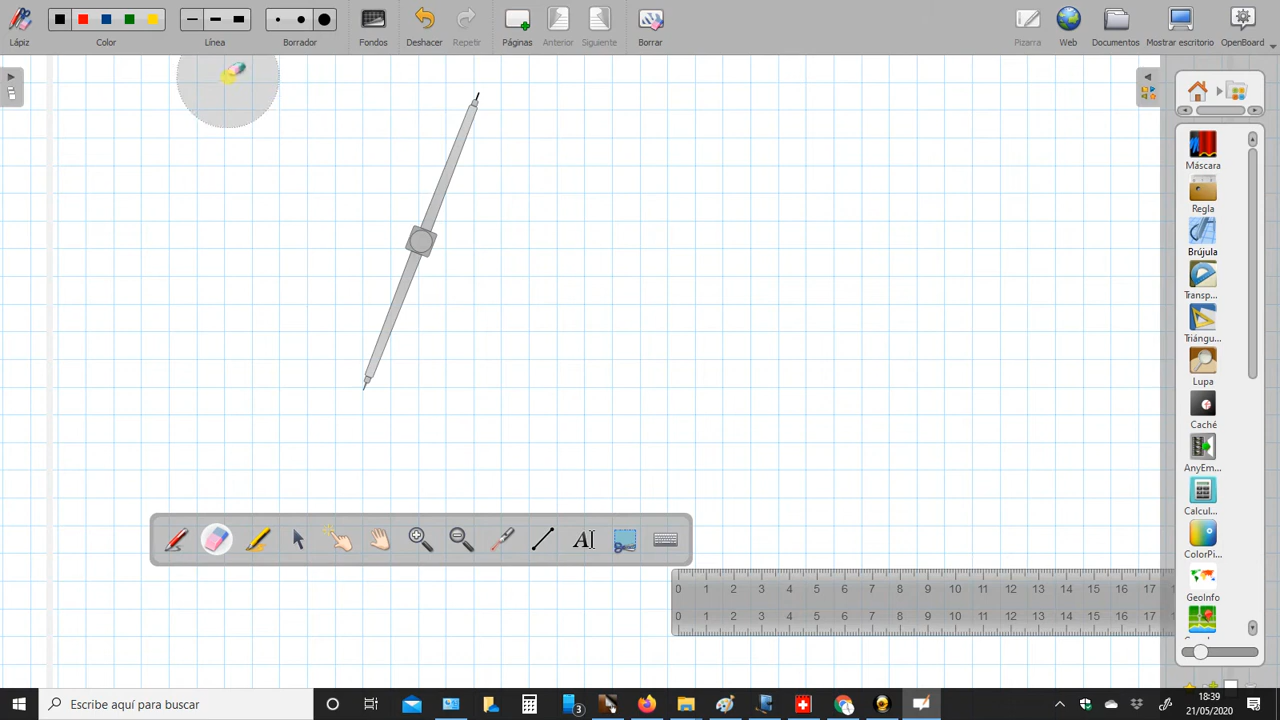 Lápiz
Color
Línea
Borrador
Fondos
Deshacer
Repetir
Páginas
Anterior
Siguiente
Borrar
Pizarra
Web
Documentos
Mostrar escritorio
OpenBoard
Máscara
Regla
Brújula
Transp...
Triángu...
Lupa
Caché
AnyEm...
Calcul...
ColorPi...
GeoInfo
A
0 1 2 3 4 5 6 7 8 9 10 11 12 13 14 15 16 17
0 1 2 3 4 5 6 7 8 9 10 11 12 13 14 15 16 17
Escribe aquí para buscar
3
18:39
21/05/2020